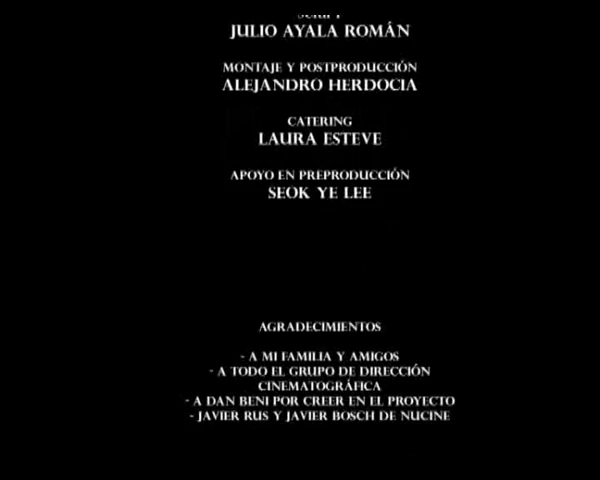 JULIO AYALA ROMÁN
MONTAJE Y POSTPRODUCCIÓN
ALEJANDRO HERDOCIA
CATERING
LAURA ESTEVE
APOYO EN PREPRODUCCIÓN
SEOK YE LEE
AGRADECIMIENTOS
- A MI FAMILIA Y AMIGOS
- A TODO EL GRUPO DE DIRECCIÓN
CINEMATOGRÁFICA
- A DAN BENI POR CREER EN EL PROYECTO
- JAVIER RUS Y JAVIER BOSCH DE NUCINE